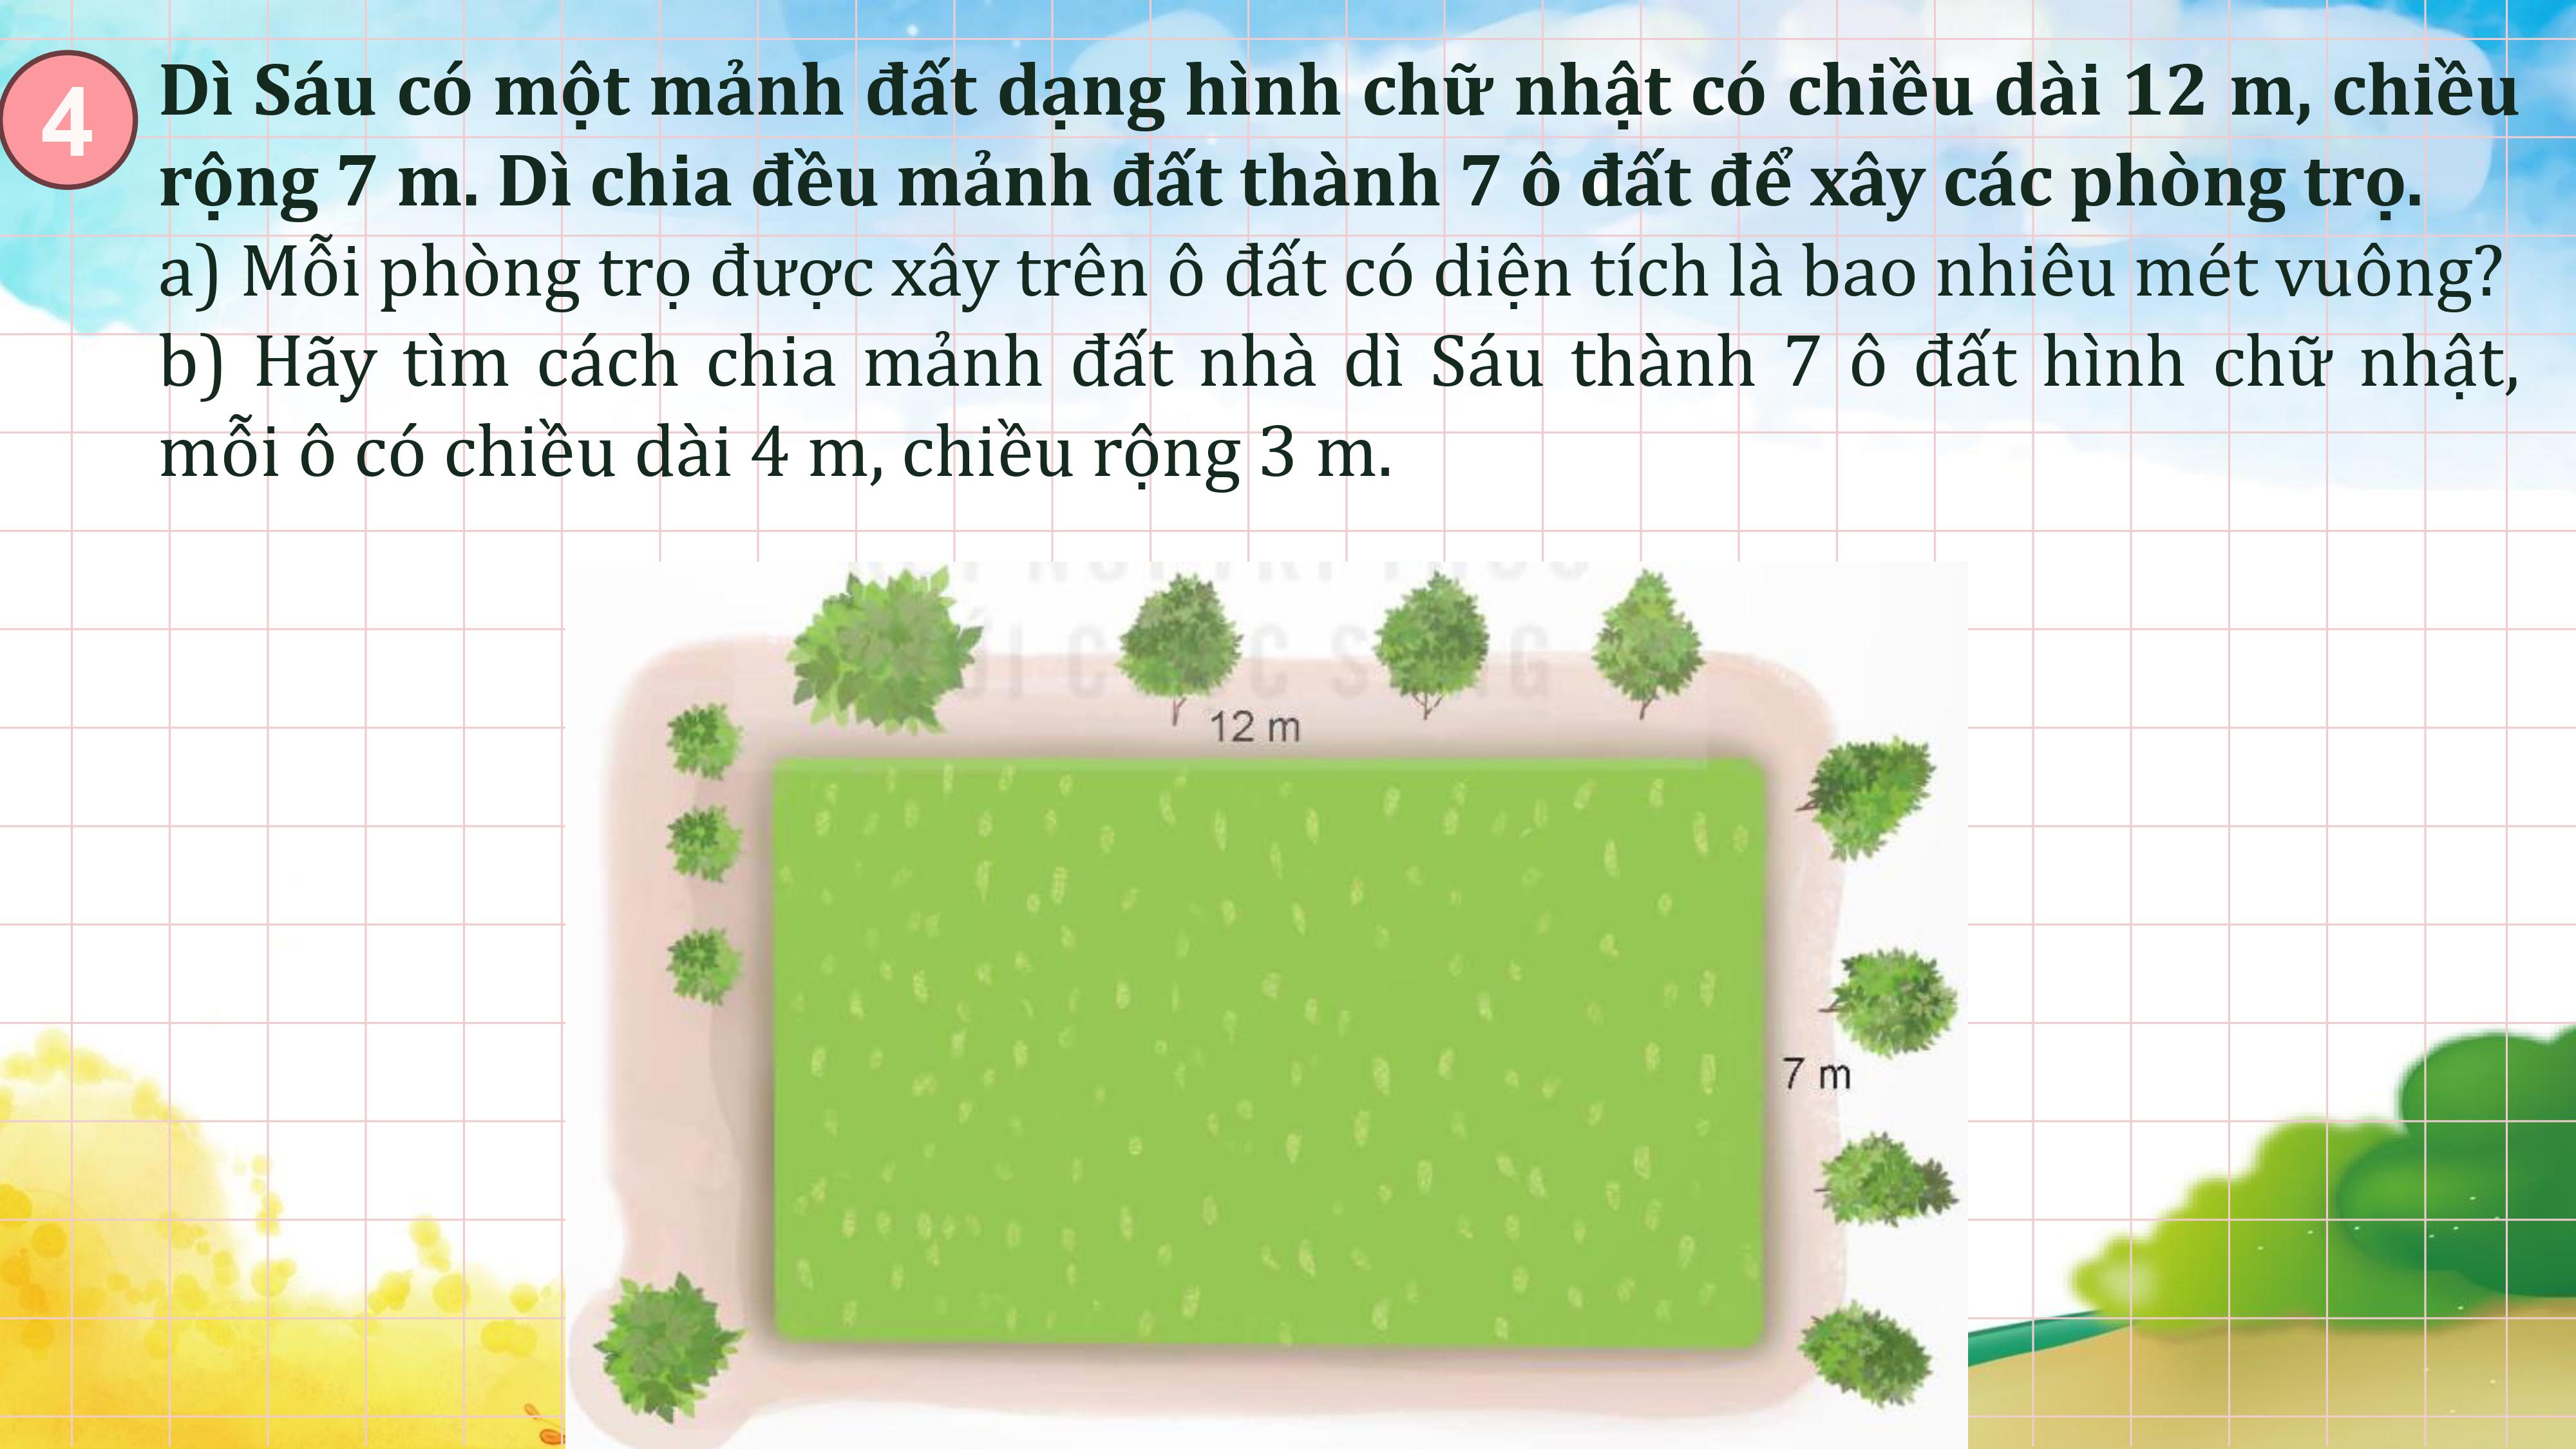 4
Dì Sáu có một mảnh đất dạng hình chữ nhật có chiều dài 12 m, chiều
rộng 7 m. Dì chia đều mảnh đất thành 7 ô đất để xây các phòng trọ.
a) Mỗi phòng trọ được xây trên ô đất có diện tích là bao nhiêu mét vuông?
b) Hãy tìm cách chia mảnh đất nhà dì Sáu thành 7 ô đất hình chữ nhật,
mỗi ô có chiều dài 4 m, chiều rộng 3 m.
12 m
7 m